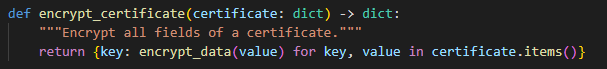 def encrypt_certificate(certificate: dict) -> dict:
    """Encrypt all fields of a certificate."""
    return {key: encrypt_data(value) for key, value in certificate.items()}